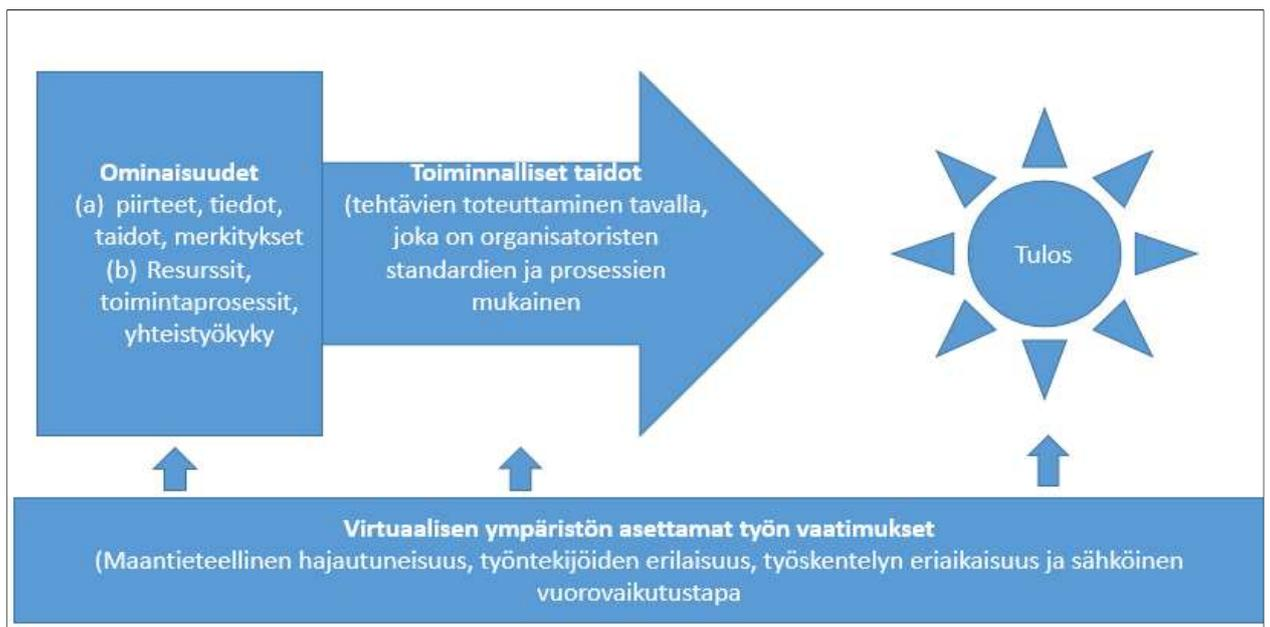 Ominaisuudet
(a) piirteet, tiedot,
taidot, merkitykset
(b) Resurssit,
toimintaprosessit,
yhteistyökyky
Toiminnalliset taidot
(tehtävien toteuttaminen tavalla,
joka on organisatoristen
standardien ja prosessien
mukainen
Tulos
Virtuaalisen ympäristön asettamat työn vaatimukset
(Maantieteellinen hajautuneisuus, työntekijöiden erilaisuus, työskentelyn eriaikaisuus ja sähköinen
vuorovaikutustapa